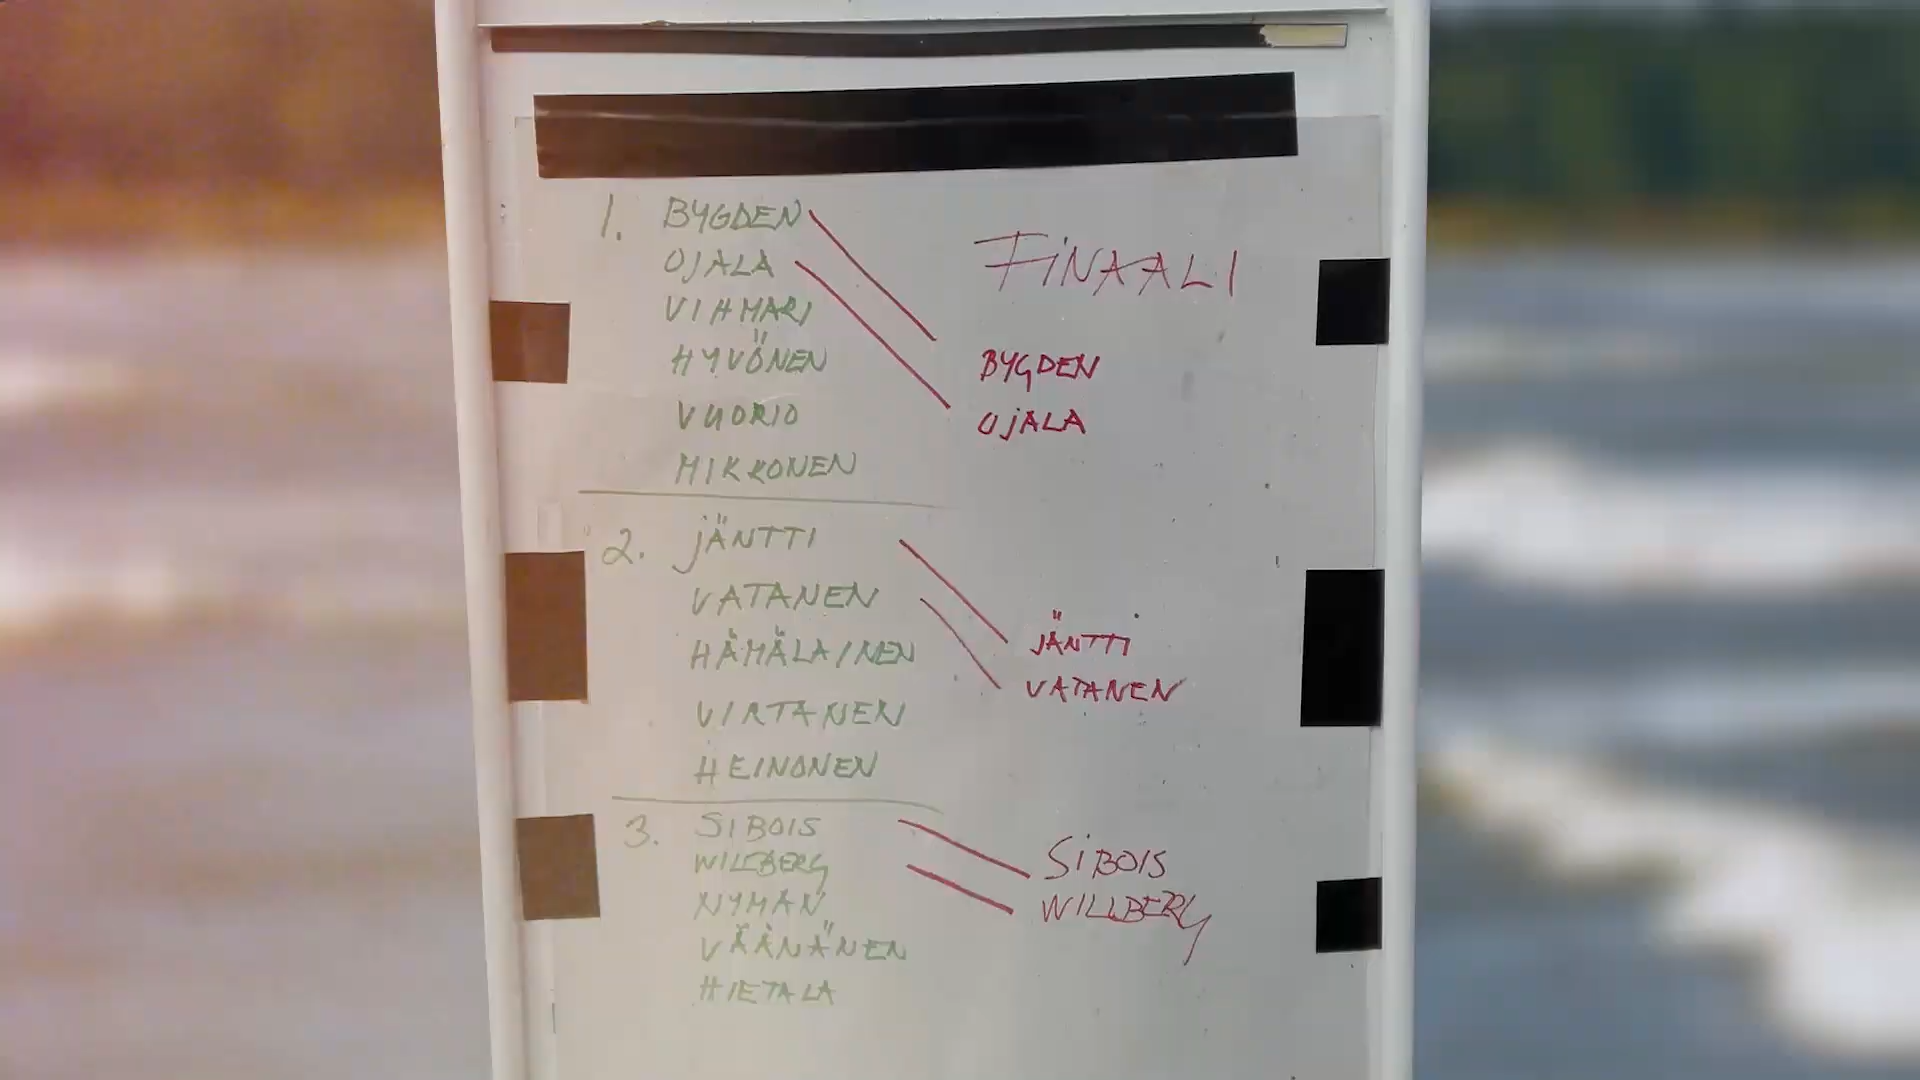 1. BYGDEN
OJALA
VIHMARI
HYVÖNEN
VUORIO
MIKKONEN
2. JÄNTTI
VATANEN
HÄMÄLAINEN
VIRTANEN
HEINONEN
3. SIBOIS
WILLBERG
NYMAN
VÄÄNÄNEN
HIETALA
FiNAALI
BYGDEN
OjALA
JÄNTTI
VATANEN
SiBOIS
WILLBERG